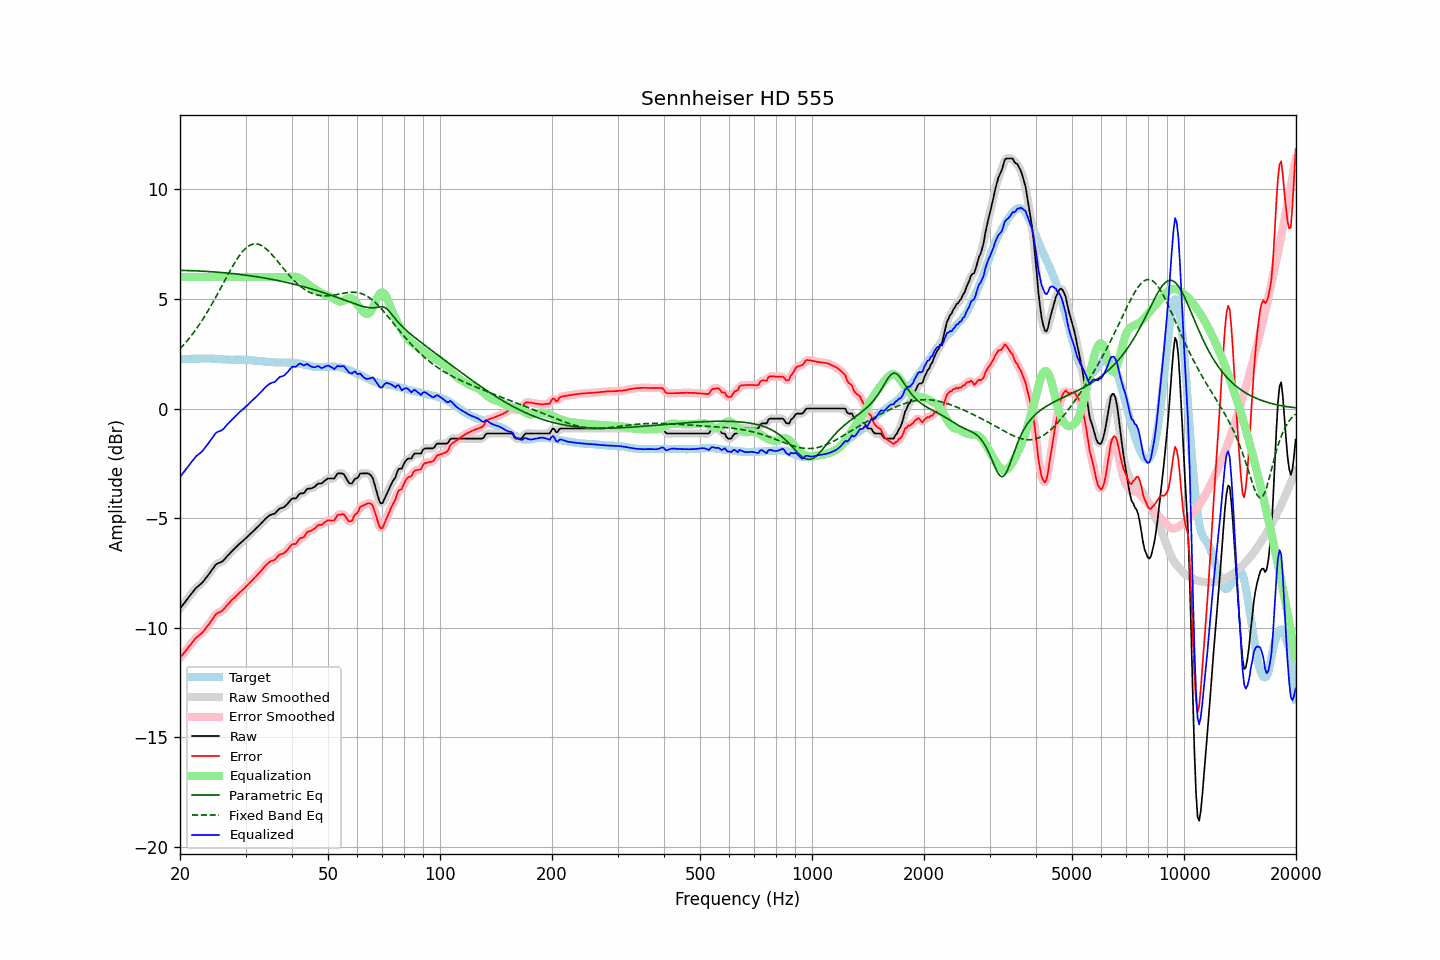 Sennheiser HD 555
Amplitude (dBr)
10
5
0
−5
−10
−15
−20
Target
Raw Smoothed
Error Smoothed
Raw
Error
Equalization
Parametric Eq
Fixed Band Eq
Equalized
20 50 100 200 500 1000 2000 5000 10000 20000
Frequency (Hz)